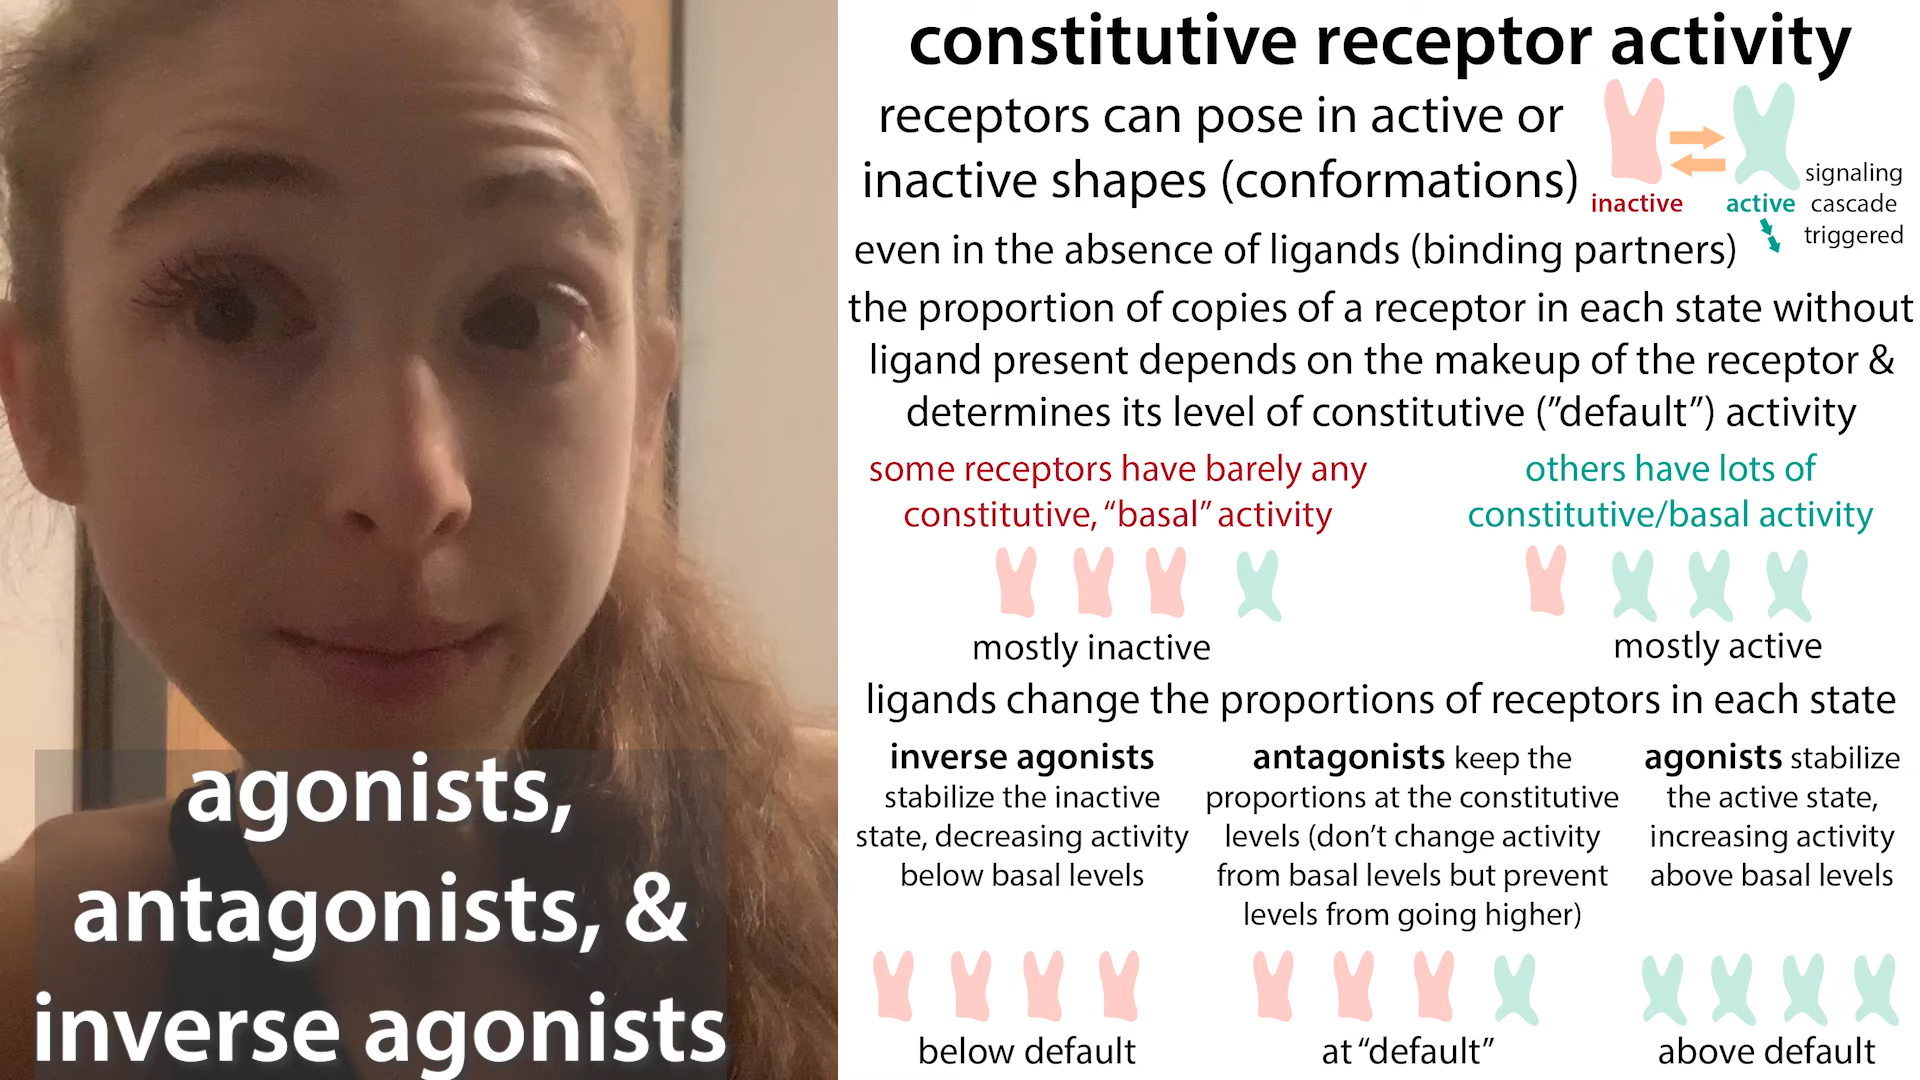 agonists,
antagonists, &
inverse agonists
constitutive receptor activity
receptors can pose in active or
inactive shapes (conformations)
inactive
active
signaling
cascade
triggered
even in the absence of ligands (binding partners)
the proportion of copies of a receptor in each state without
ligand present depends on the makeup of the receptor &
determines its level of constitutive (”default”) activity
some receptors have barely any
constitutive, “basal” activity
mostly inactive
others have lots of
constitutive/basal activity
mostly active
ligands change the proportions of receptors in each state
inverse agonists
stabilize the inactive
state, decreasing activity
below basal levels
below default
antagonists keep the
proportions at the constitutive
levels (don’t change activity
from basal levels but prevent
levels from going higher)
at “default”
agonists stabilize
the active state,
increasing activity
above basal levels
above default